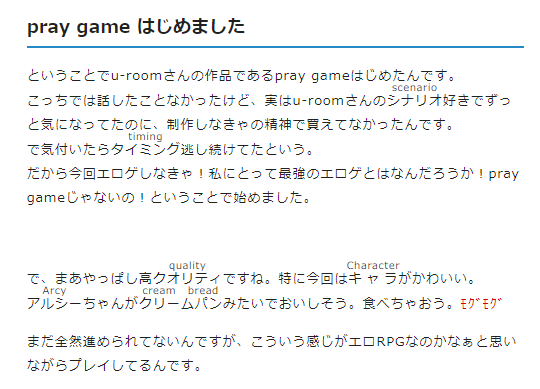 pray game はじめました
ということでu-roomさんの作品であるpray gameはじめたんです。
scenario
こっちでは話したことなかったけど、実はu-roomさんのシナリオ好きでずっ
と気になってたのに、制作しなきゃの精神で買えてなかったんです。
timing
で気付いたらタイミング逃し続けてたという。
だから今回エロゲしなきゃ！私にとって最強のエロゲとはなんだろうか！pray
gameじゃないの！ということで始めました。
quality Character
で、まあやっぱし高クオリティですね。特に今回はキャラがかわいい。
Arcy cream bread
アルシーちゃんがクリームパンみたいでおいしそう。食べちゃおう。ﾓｸﾞﾓｸﾞ
まだ全然進められてないんですが、こういう感じがエロRPGなのかなぁと思い
ながらプレイしてるんです。